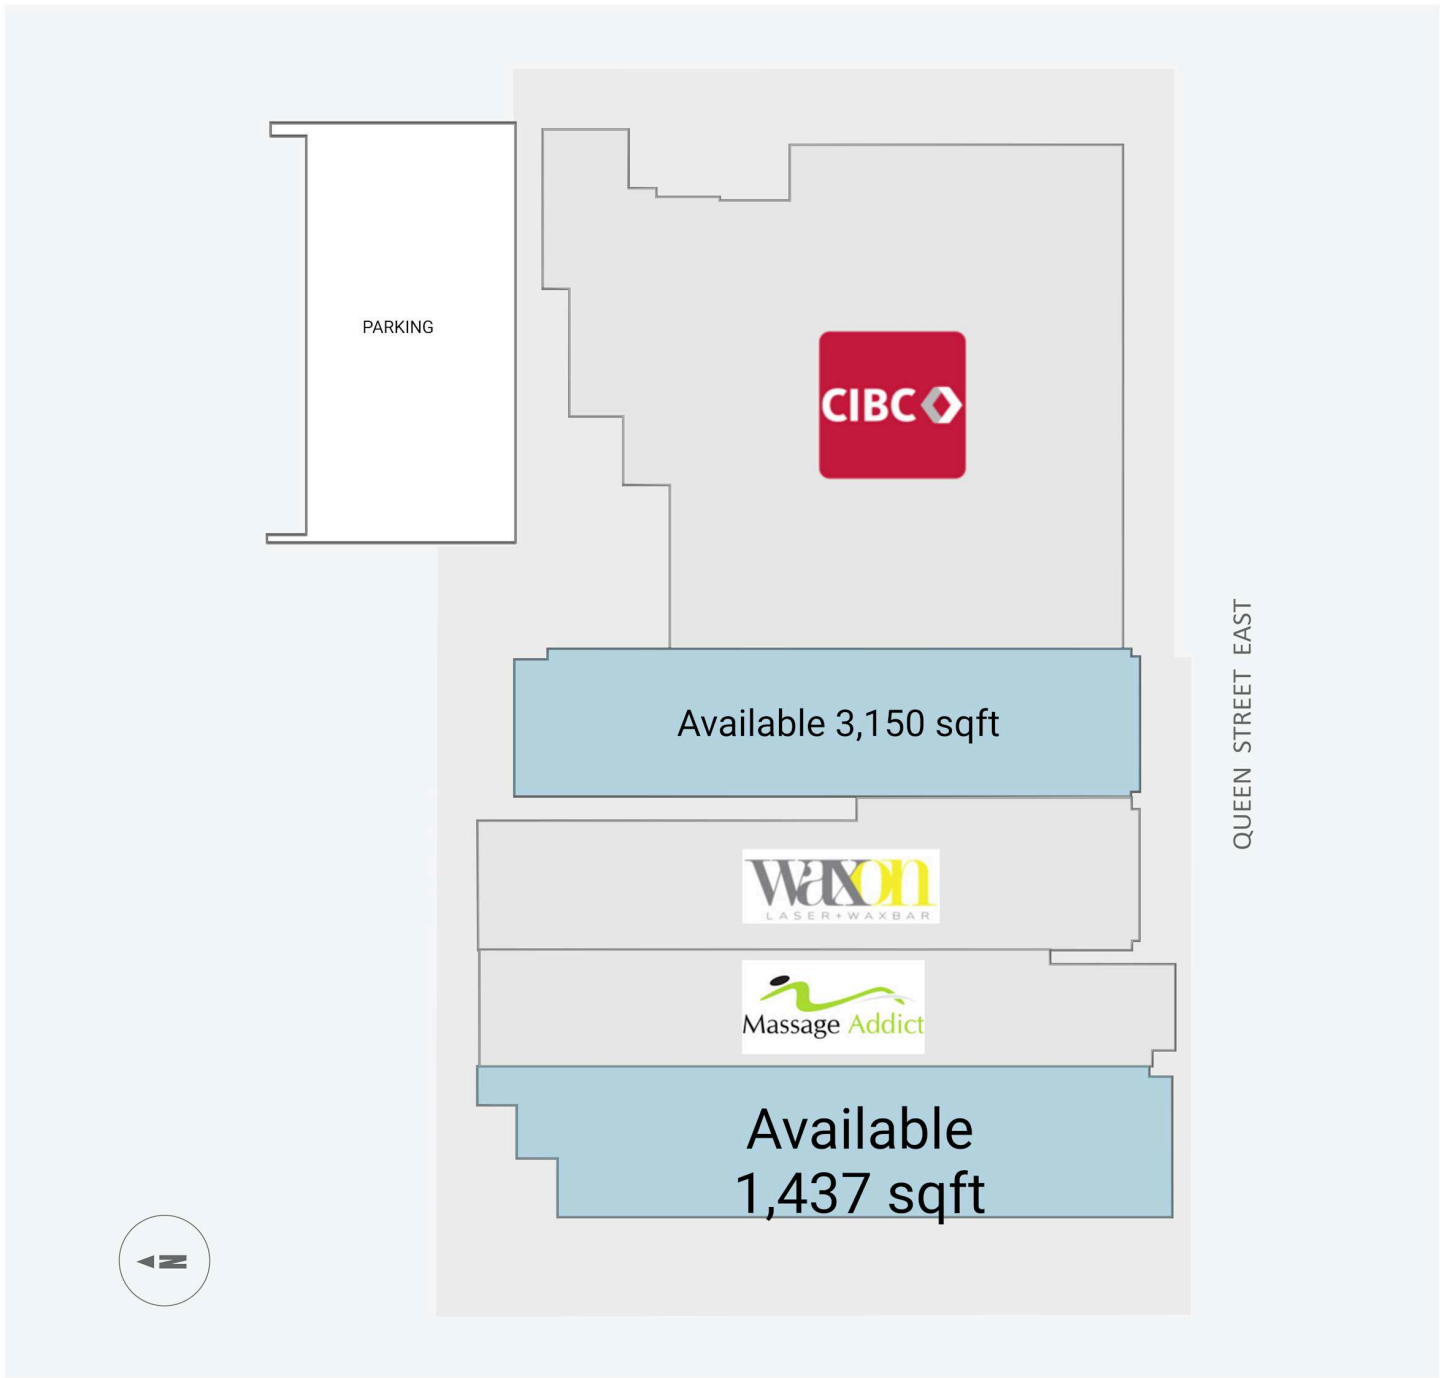 PARKING
CIBC
Available 3,150 sqft
QUEEN STREET EAST
waxon
LASER+WAXBAR
Massage Addict
Available
1,437 sqft
N